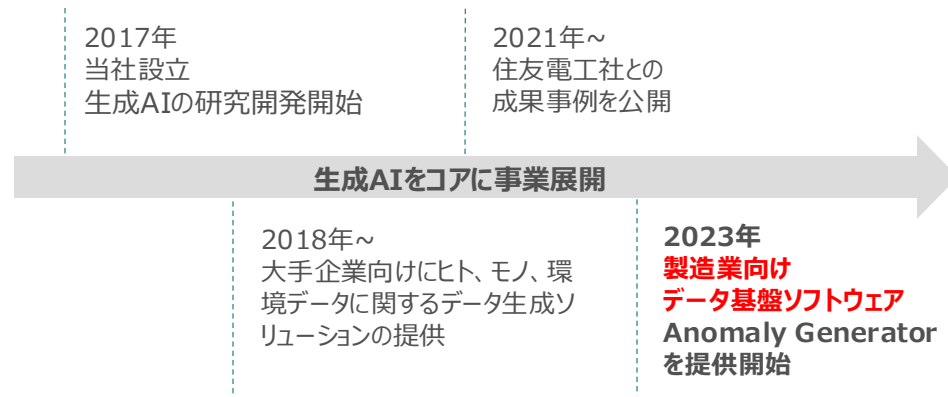 2017年
当社設立
生成AIの研究開発開始
2021年~
住友電工社との
成果事例を公開
生成AIをコアに事業展開
2018年~
大手企業向けにヒト、モノ、環
境データに関するデータ生成ソ
リューションの提供
2023年
製造業向け
データ基盤ソフトウェア
Anomaly Generator
を提供開始